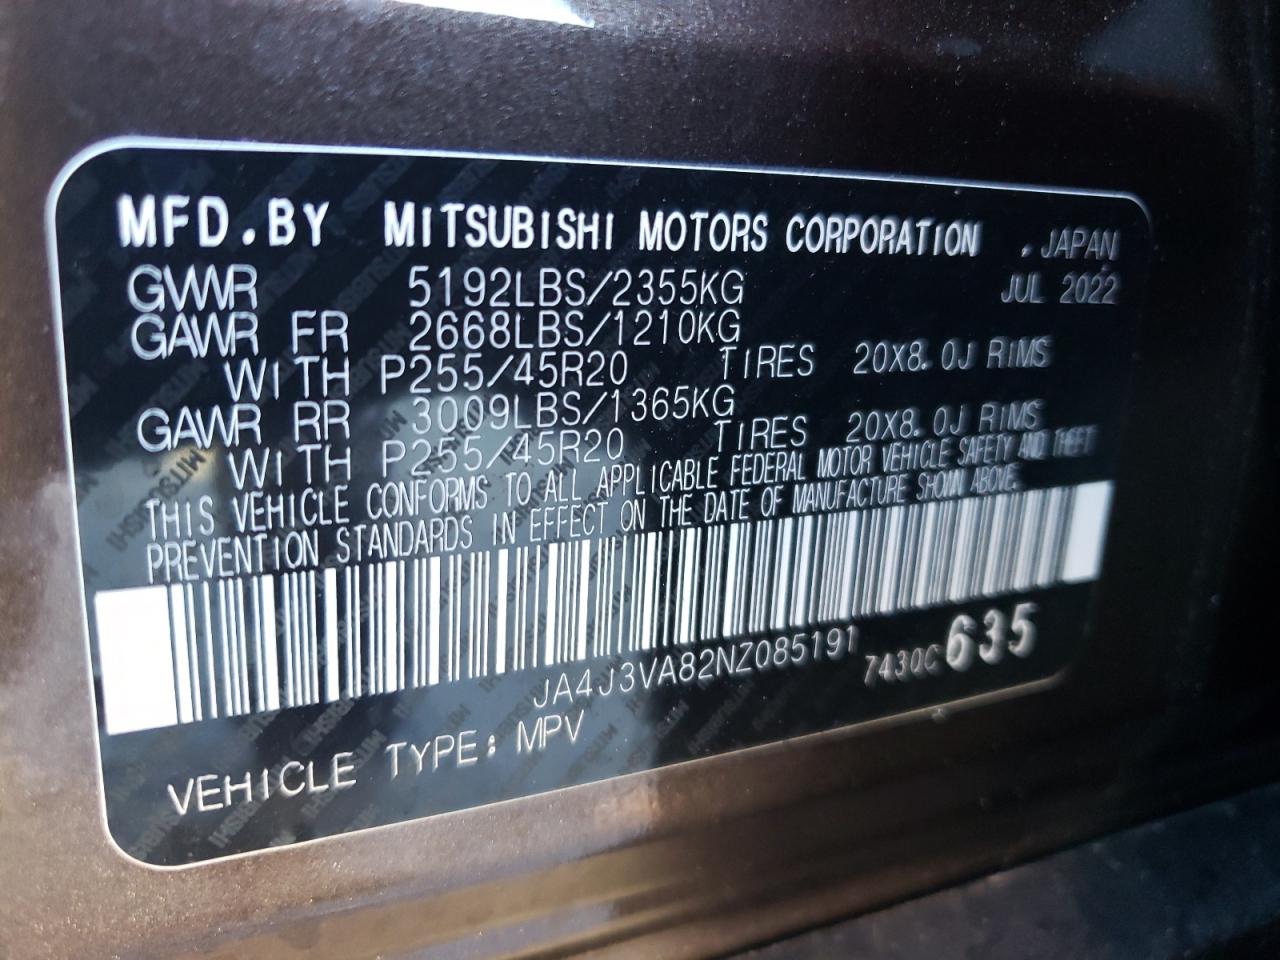 MFD.BY MITSUBISHI MOTORS CORPORATION .JAPAN
GVWR 5192LBS/2355KG JUL 2022
GAWR FR 2668LBS/1210KG
WITH P255/45R20 TIRES 20X8.0J RIMS
GAWR RR 3009LBS/1365KG
WITH P255/45R20 TIRES 20X8.0J RIMS
THIS VEHICLE CONFORMS TO ALL APPLICABLE FEDERAL MOTOR VEHICLE SAFETY AND THEFT
PREVENTION STANDARDS IN EFFECT ON THE DATE OF MANUFACTURE SHOWN ABOVE.
JA4J3VA82NZ085191 7430C 635
VEHICLE TYPE: MPV